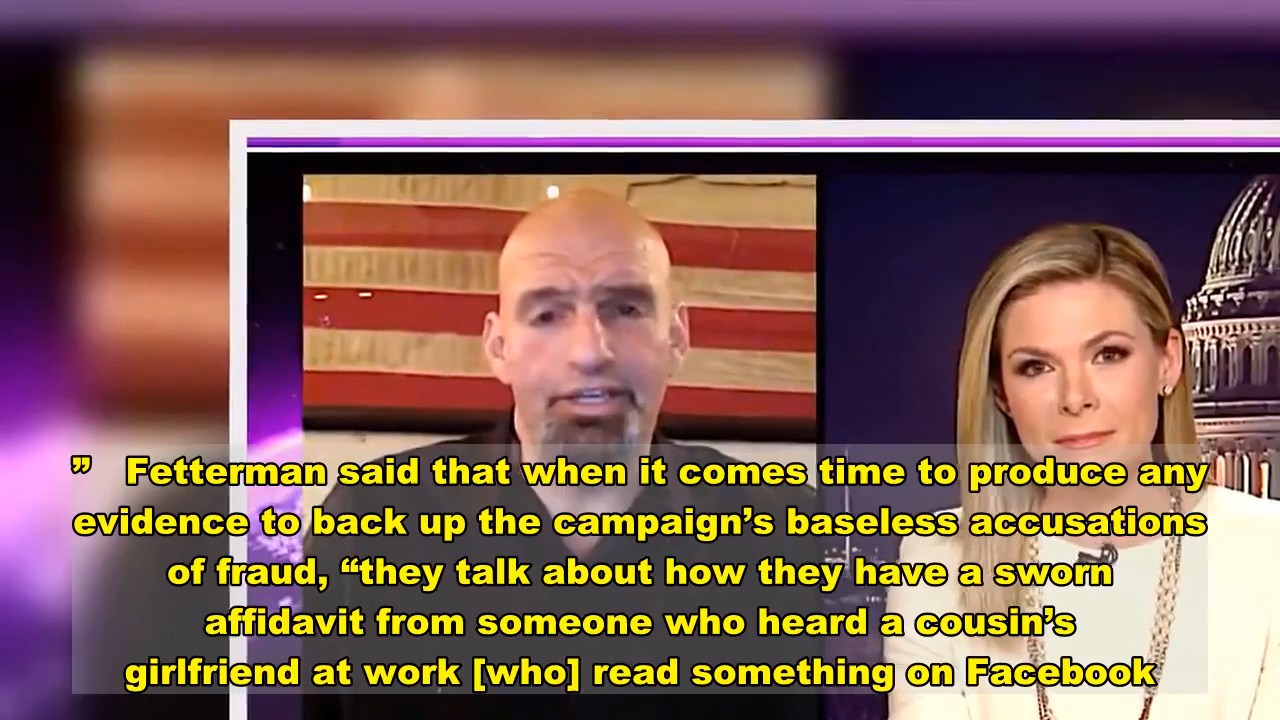 ”   Fetterman said that when it comes time to produce any
evidence to back up the campaign’s baseless accusations
of fraud, “they talk about how they have a sworn
affidavit from someone who heard a cousin’s
girlfriend at work [who] read something on Facebook